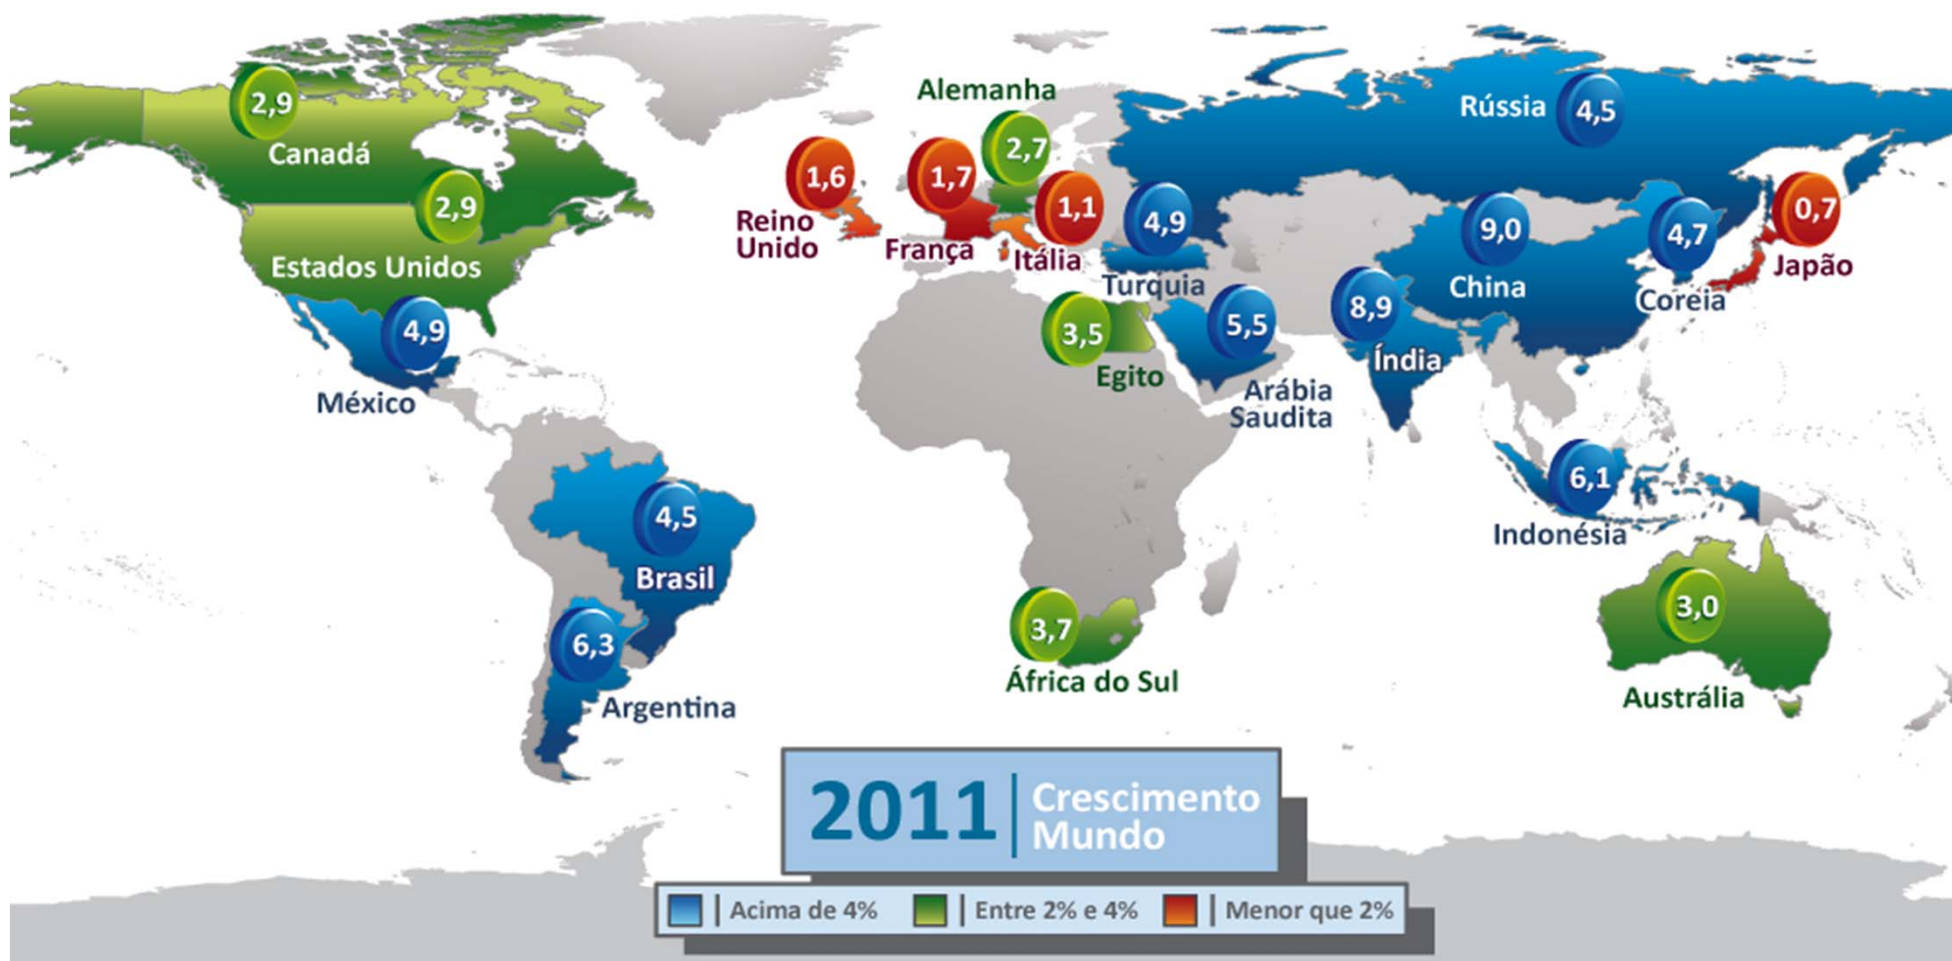 Alemanha
2,9
Canadá
2,7
Rússia
4,5
1,6
1,7
1,1
0,7
Reino
Unido
França
Itália
4,9
Turquia
9,0
China
4,7
Coreia
Japão
2,9
Estados Unidos
4,9
México
3,5
Egito
5,5
Arábia
Saudita
8,9
Índia
6,1
Indonésia
4,5
Brasil
6,3
Argentina
3,7
África do Sul
3,0
Austrália
2011
Crescimento
Mundo
Acima de 4%
Entre 2% e 4%
Menor que 2%